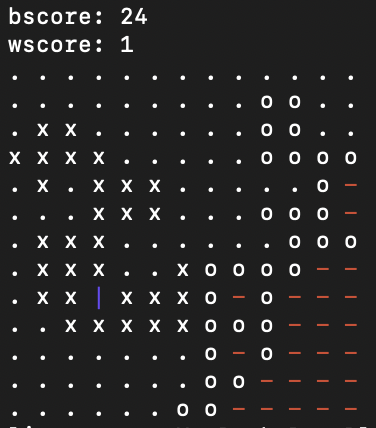 bscore: 24
wscore: 1
. . . . . . . . . . . . .
. . . . . . . . . o o . .
. x x . . . . . . o o . .
x x x x . . . . . o o o o
. x . x x x . . . . . o –
. . . x x x . . . o o o –
. x x x . . . . . . o o o
. x x x . . x o o o o – –
. x x | x x x o – o – – –
. . x x x x x o o o – – –
. . . . . . . o – o – – –
. . . . . . . o o – – – –
. . . . . . o o – – – – –